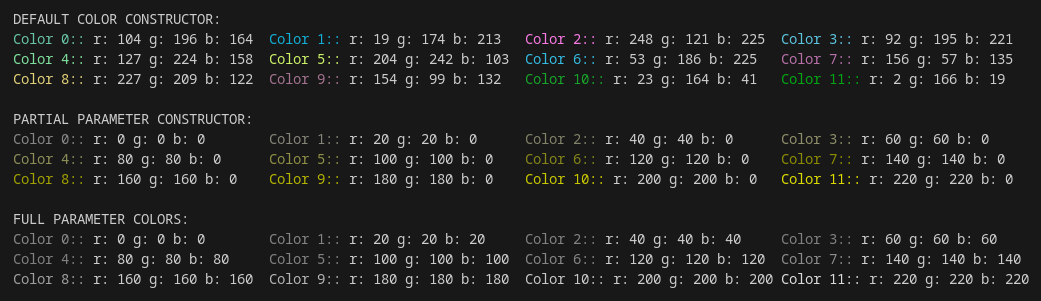 DEFAULT COLOR CONSTRUCTOR:
Color 0:: r: 104 g: 196 b: 164 Color 1:: r: 19 g: 174 b: 213 Color 2:: r: 248 g: 121 b: 225 Color 3:: r: 92 g: 195 b: 221
Color 4:: r: 127 g: 224 b: 158 Color 5:: r: 204 g: 242 b: 103 Color 6:: r: 53 g: 186 b: 225 Color 7:: r: 156 g: 57 b: 135
Color 8:: r: 227 g: 209 b: 122 Color 9:: r: 154 g: 99 b: 132 Color 10:: r: 23 g: 164 b: 41 Color 11:: r: 2 g: 166 b: 19
PARTIAL PARAMETER CONSTRUCTOR:
Color 0:: r: 0 g: 0 b: 0 Color 1:: r: 20 g: 20 b: 0 Color 2:: r: 40 g: 40 b: 0 Color 3:: r: 60 g: 60 b: 0
Color 4:: r: 80 g: 80 b: 0 Color 5:: r: 100 g: 100 b: 0 Color 6:: r: 120 g: 120 b: 0 Color 7:: r: 140 g: 140 b: 0
Color 8:: r: 160 g: 160 b: 0 Color 9:: r: 180 g: 180 b: 0 Color 10:: r: 200 g: 200 b: 0 Color 11:: r: 220 g: 220 b: 0
FULL PARAMETER COLORS:
Color 0:: r: 0 g: 0 b: 0 Color 1:: r: 20 g: 20 b: 20 Color 2:: r: 40 g: 40 b: 40 Color 3:: r: 60 g: 60 b: 60
Color 4:: r: 80 g: 80 b: 80 Color 5:: r: 100 g: 100 b: 100 Color 6:: r: 120 g: 120 b: 120 Color 7:: r: 140 g: 140 b: 140
Color 8:: r: 160 g: 160 b: 160 Color 9:: r: 180 g: 180 b: 180 Color 10:: r: 200 g: 200 b: 200 Color 11:: r: 220 g: 220 b: 220